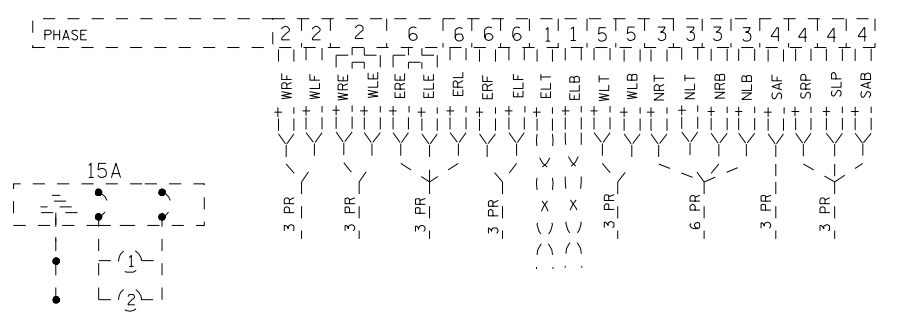 PHASE 2 2 2 6 6 6 6 1 1 5 5 3 3 3 3 4 4 4 4
WRF WLF WRE WLE ERE ELE ERL ERF ELF ELT ELB WLT WLB NRT NLT NRB NLB SAF SRP SLP SAB
+ + + + + + + + + + + + + + + + + + + + +
15A
3 PR 3 PR 3 PR 3 PR 3 PR 6 PR 3 PR 3 PR
1
2